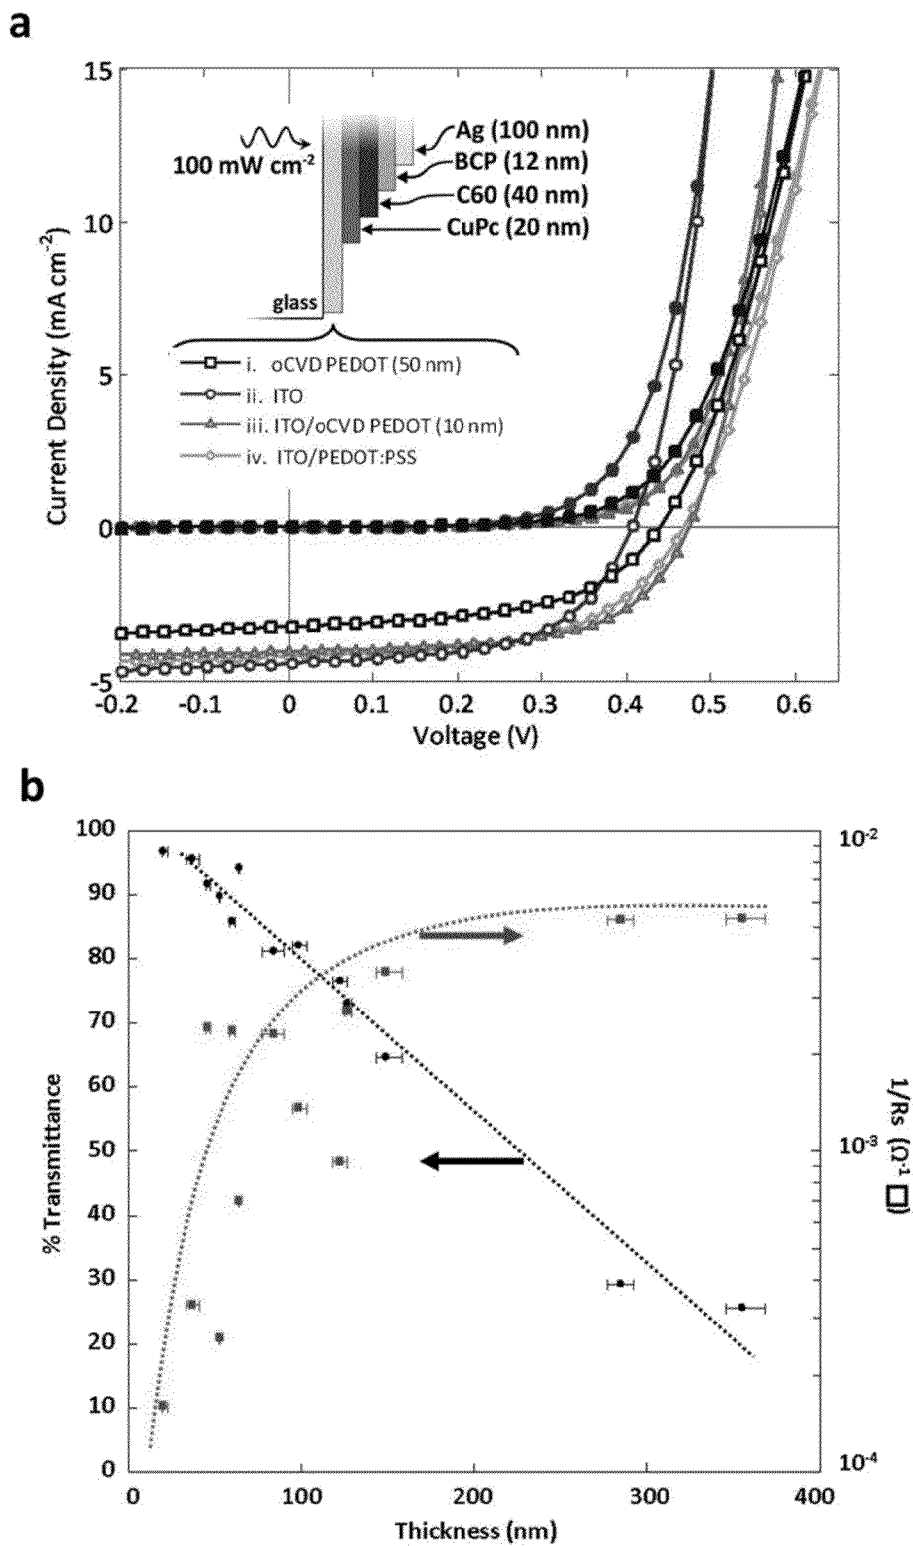 a
15
10
5
0
-5
Current Density (mA cm-2)
100 mW cm-2
Ag (100 nm)
BCP (12 nm)
C60 (40 nm)
CuPc (20 nm)
glass
i. oCVD PEDOT (50 nm)
ii. ITO
iii. ITO/oCVD PEDOT (10 nm)
iv. ITO/PEDOT:PSS
-0.2 -0.1 0 0.1 0.2 0.3 0.4 0.5 0.6
Voltage (V)
b
100
90
80
70
60
50
40
30
20
10
0
% Transmittance
10-2
10-3
10-4
1/Rs (Ω-1 □)
0 100 200 300 400
Thickness (nm)